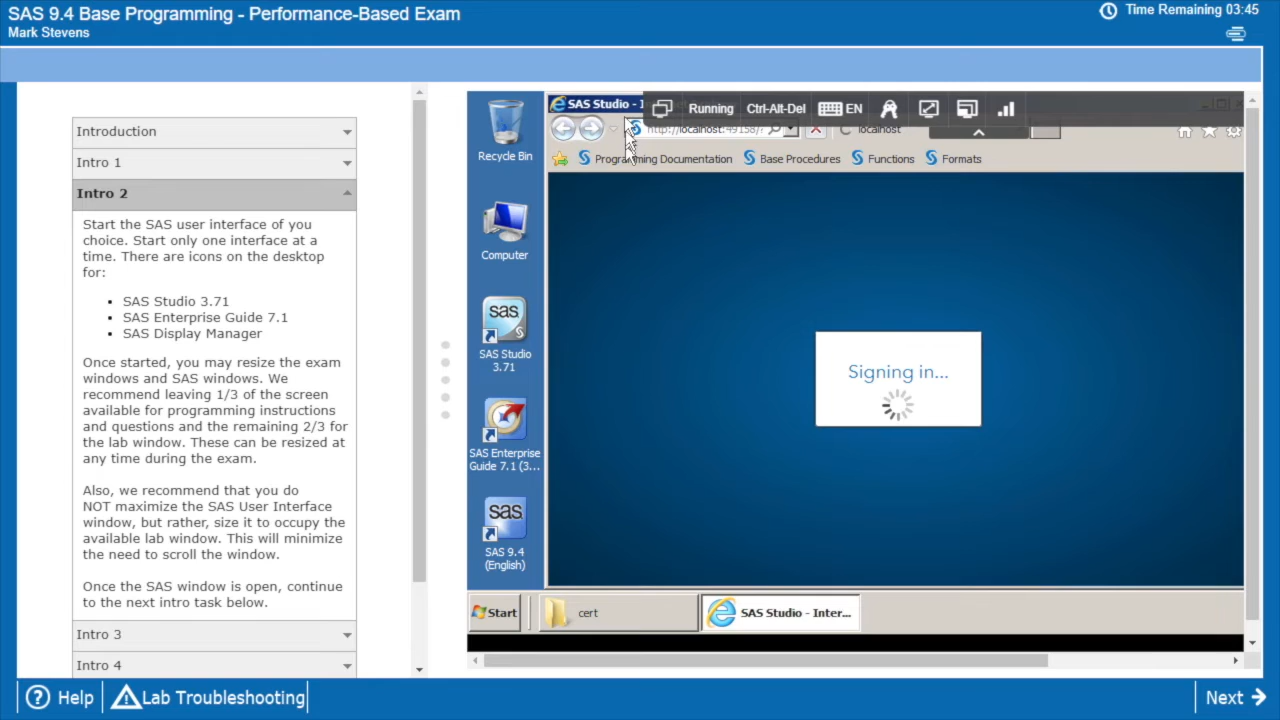 SAS 9.4 Base Programming - Performance-Based Exam
Mark Stevens
Time Remaining 03:45
Introduction
Intro 1
Intro 2
Start the SAS user interface of you
choice. Start only one interface at a
time. There are icons on the desktop
for:
▪ SAS Studio 3.71
▪ SAS Enterprise Guide 7.1
▪ SAS Display Manager
Once started, you may resize the exam
windows and SAS windows. We
recommend leaving 1/3 of the screen
available for programming instructions
and questions and the remaining 2/3 for
the lab window. These can be resized at
any time during the exam.
Also, we recommend that you do
NOT maximize the SAS User Interface
window, but rather, size it to occupy the
available lab window. This will minimize
the need to scroll the window.
Once the SAS window is open, continue
to the next intro task below.
Intro 3
Intro 4
Recycle Bin
Computer
sas
SAS Studio
3.71
SAS Enterprise
Guide 7.1 (3...
sas
SAS 9.4
(English)
SAS Studio -
Running
Ctrl-Alt-Del
EN
http://localhost:49158/
localhost
Programming Documentation
Base Procedures
Functions
Formats
Signing in...
Start
cert
SAS Studio - Inter...
Help
Lab Troubleshooting
Next